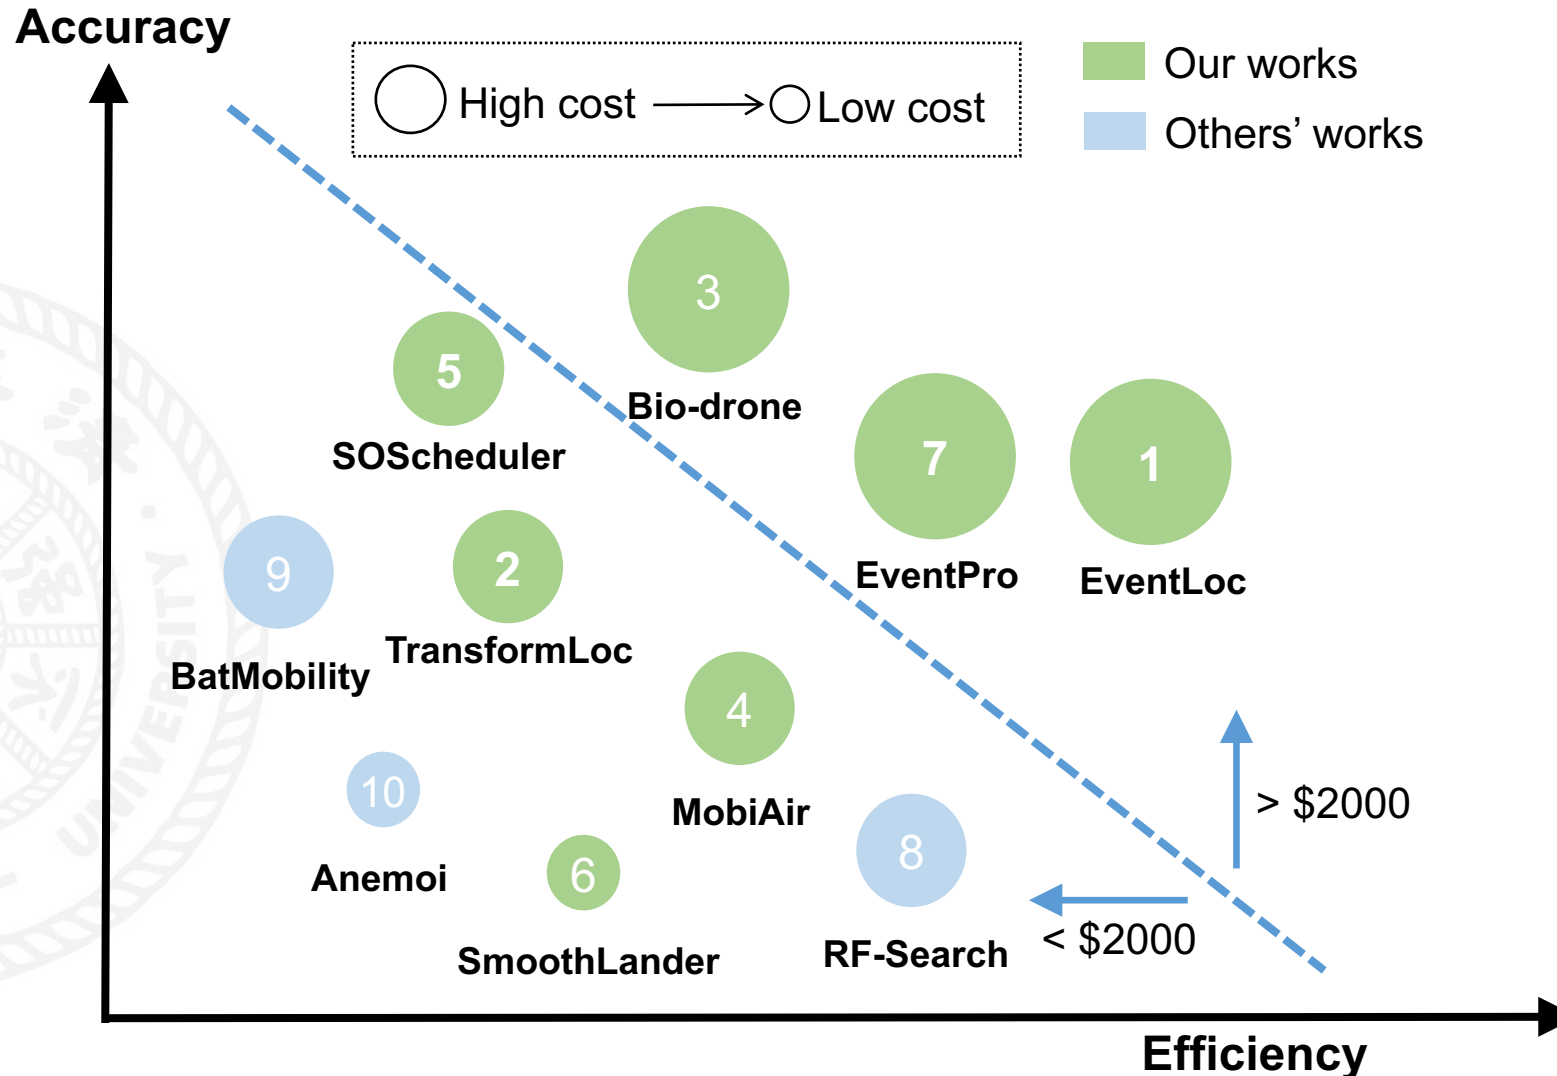 Accuracy
High cost
Low cost
Our works
Others’ works
3
Bio-drone
5
SOScheduler
7
EventPro
1
EventLoc
9
BatMobility
2
TransformLoc
4
MobiAir
10
Anemoi
6
SmoothLander
8
RF-Search
> $2000
< $2000
Efficiency
UNIVERSITY